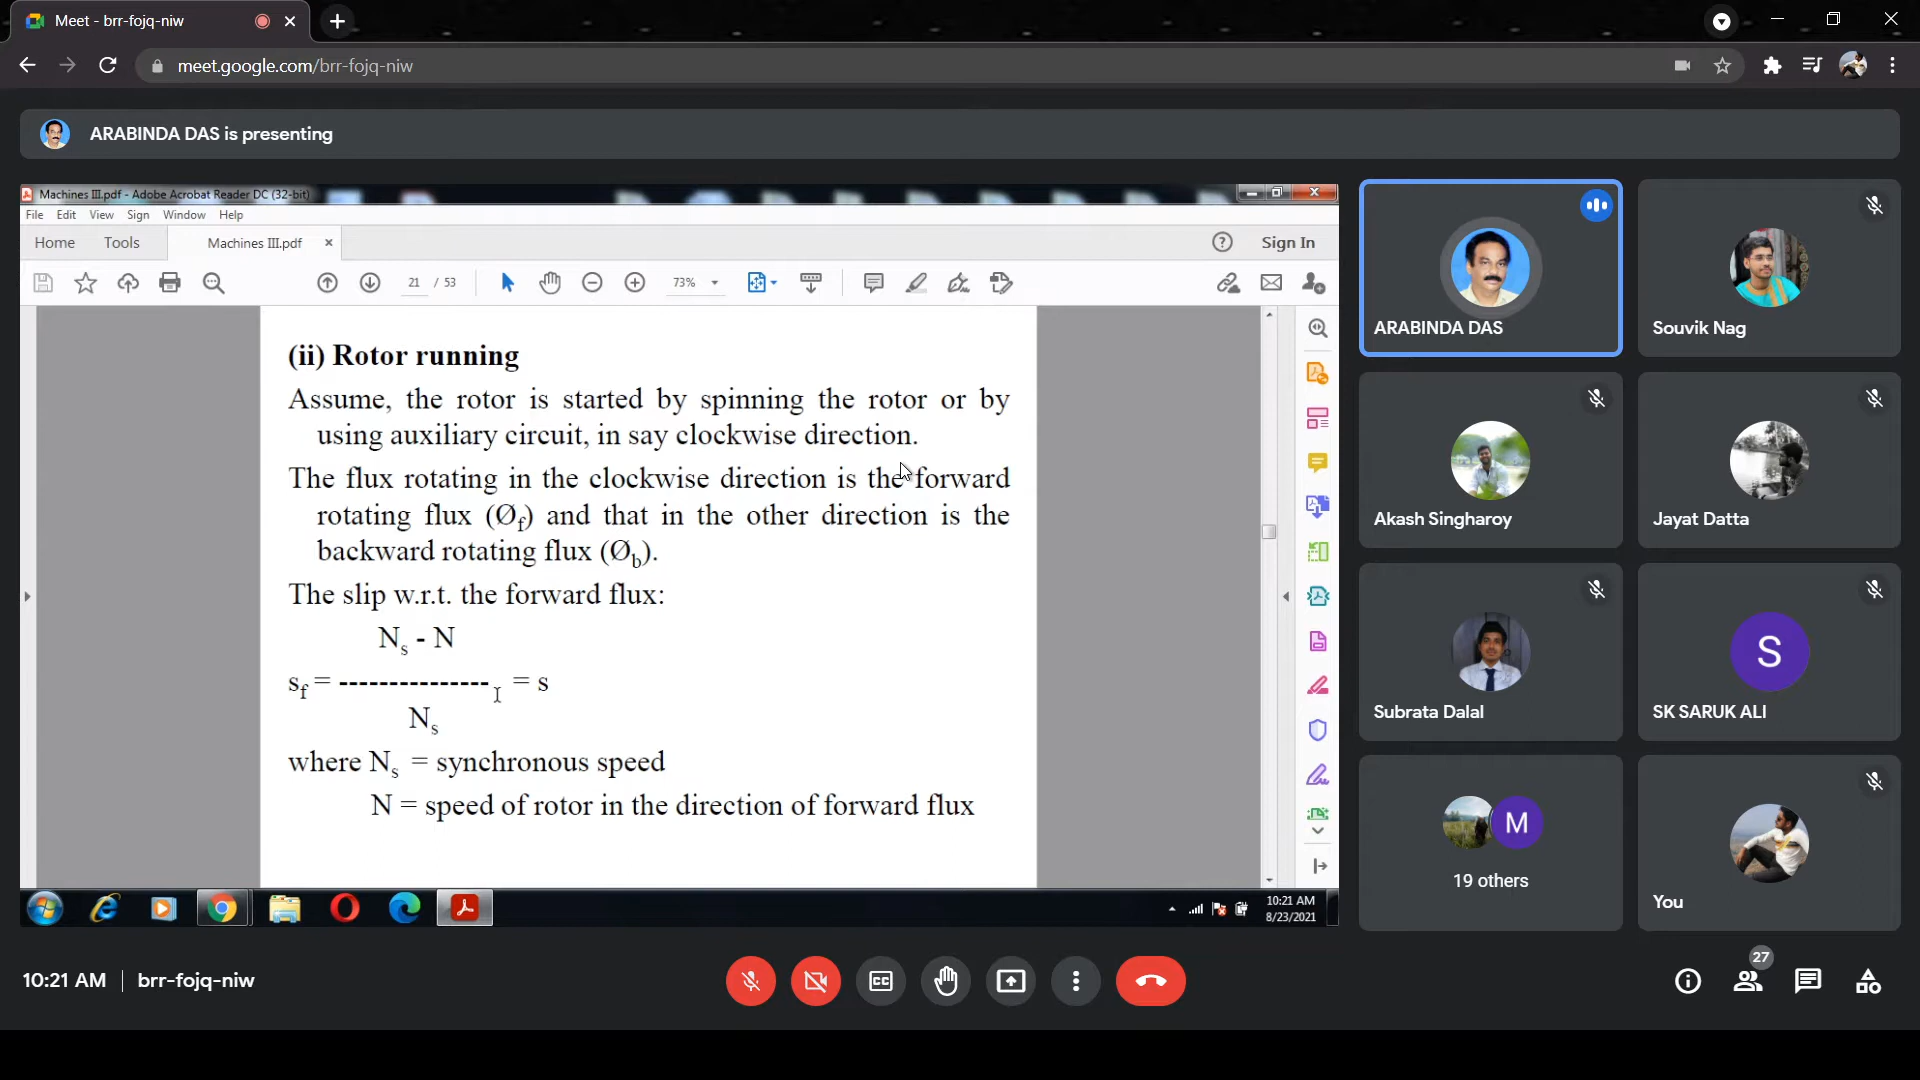 Meet - brr-fojq-niw
meet.google.com/brr-fojq-niw
ARABINDA DAS is presenting
Machines III.pdf - Adobe Acrobat Reader DC (32-bit)
File Edit View Sign Window Help
Home Tools Machines III.pdf Sign In
21 / 53 73%
(ii) Rotor running
Assume, the rotor is started by spinning the rotor or by
using auxiliary circuit, in say clockwise direction.
The flux rotating in the clockwise direction is the forward
rotating flux (Øf) and that in the other direction is the
backward rotating flux (Øb).
The slip w.r.t. the forward flux:
Ns - N
sf = --------------- = s
Ns
where Ns = synchronous speed
N = speed of rotor in the direction of forward flux
10:21 AM
8/23/2021
ARABINDA DAS
Souvik Nag
Akash Singharoy
Jayat Datta
Subrata Dalal
S
SK SARUK ALI
M
19 others
You
10:21 AM | brr-fojq-niw
CC
27